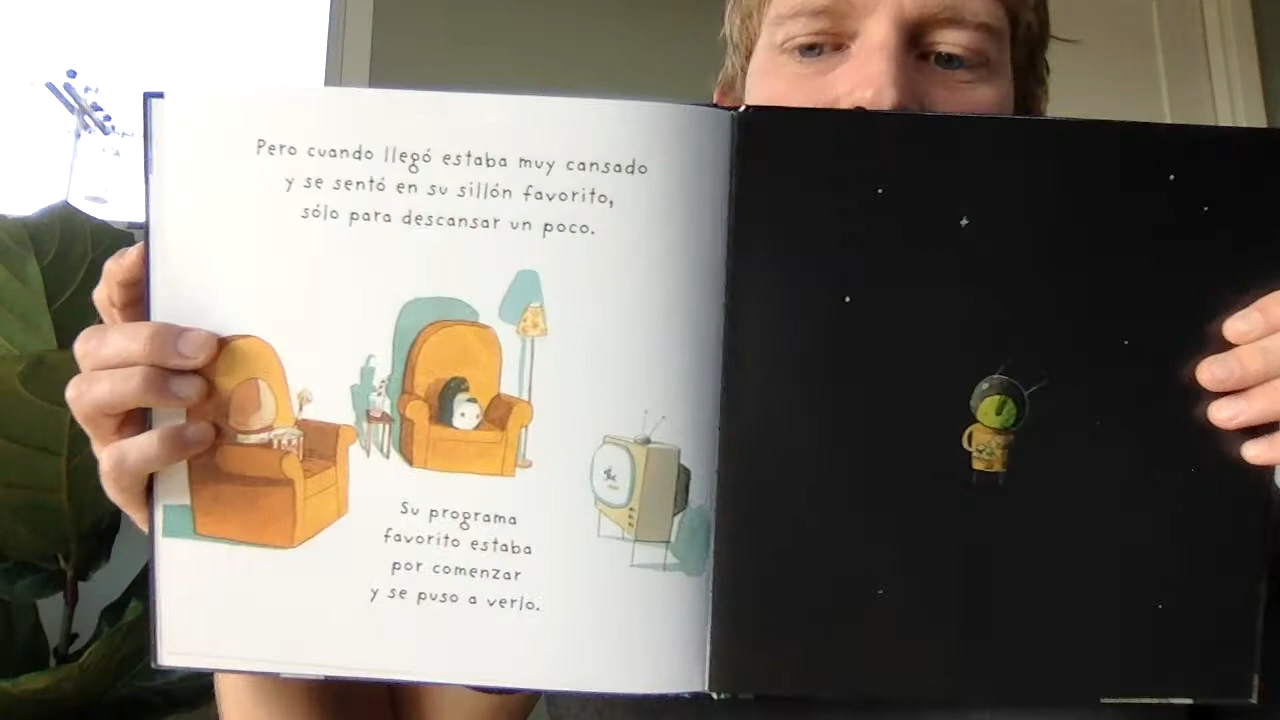 Pero cuando llegó estaba muy cansado
y se sentó en su sillón favorito,
sólo para descansar un poco.
Su programa
favorito estaba
por comenzar
y se puso a verlo.